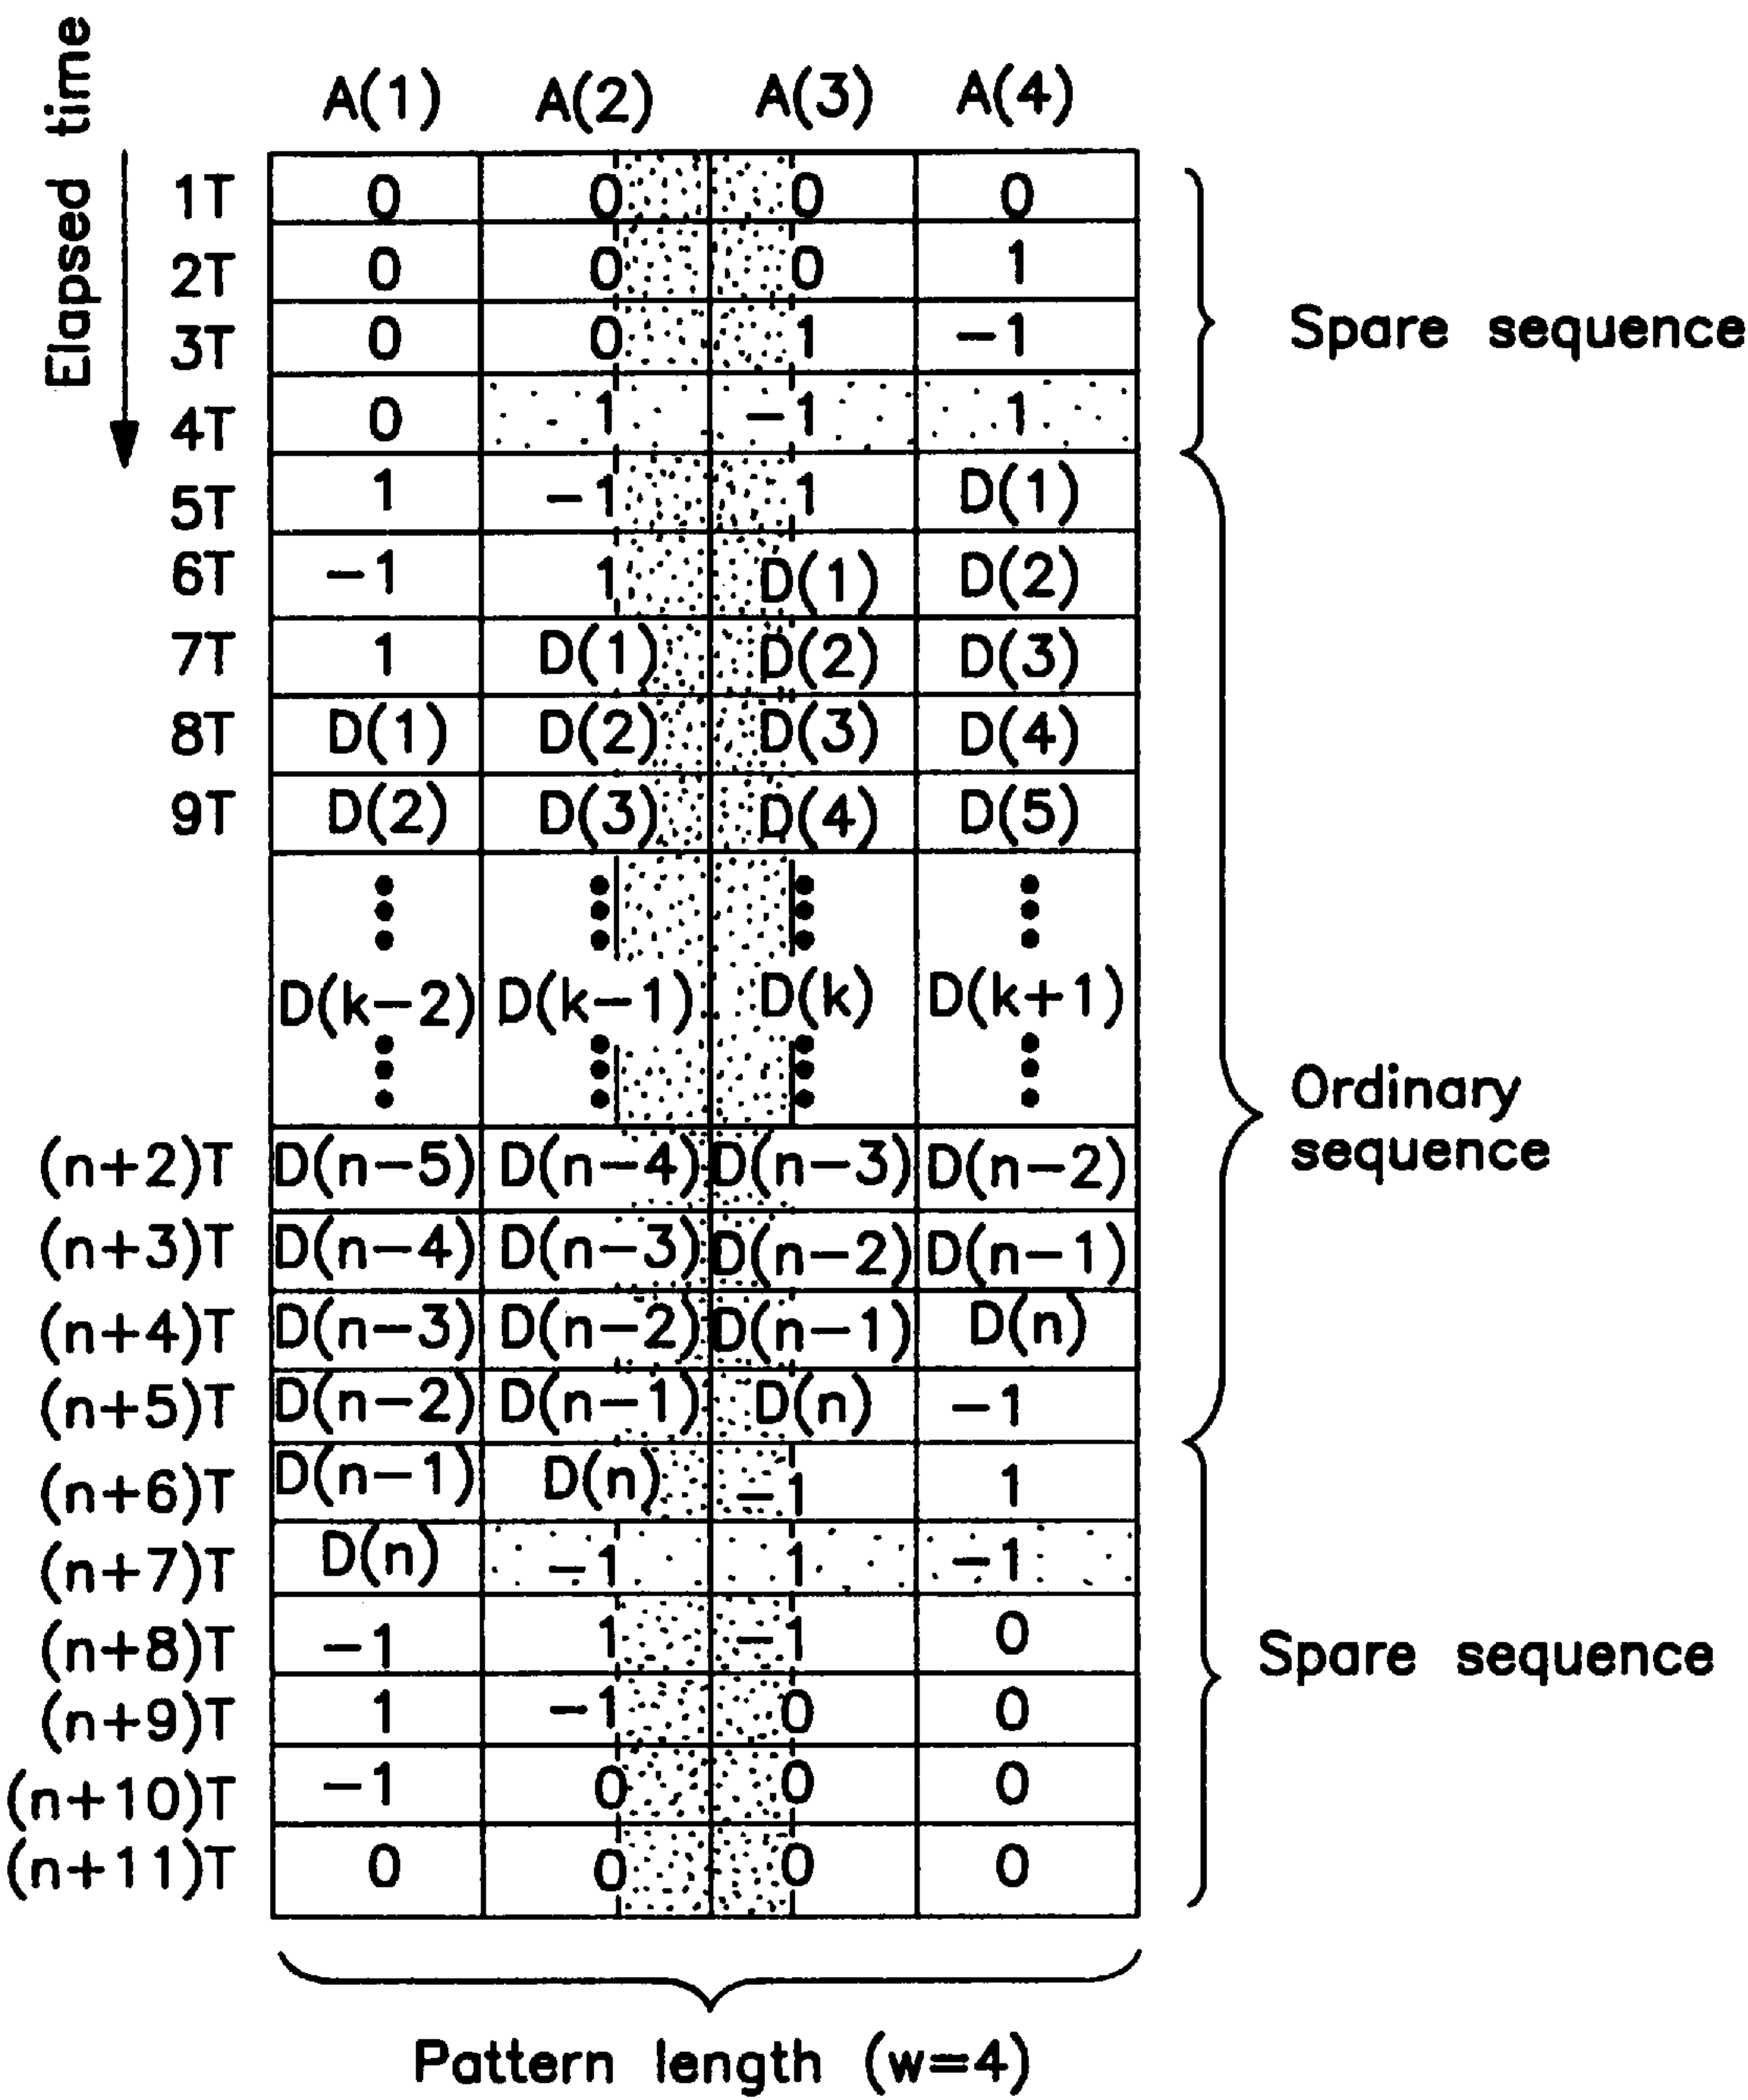 Elapsed time
A(1) A(2) A(3) A(4)
1T 0 0 0 0
2T 0 0 0 1
3T 0 0 1 -1
4T 0 1 -1 1
5T 1 -1 1 D(1)
6T -1 1 D(1) D(2)
7T 1 D(1) D(2) D(3)
8T D(1) D(2) D(3) D(4)
9T D(2) D(3) D(4) D(5)
D(k-2) D(k-1) D(k) D(k+1)
(n+2)T D(n-5) D(n-4) D(n-3) D(n-2)
(n+3)T D(n-4) D(n-3) D(n-2) D(n-1)
(n+4)T D(n-3) D(n-2) D(n-1) D(n)
(n+5)T D(n-2) D(n-1) D(n) -1
(n+6)T D(n-1) D(n) -1 1
(n+7)T D(n) -1 1 -1
(n+8)T -1 1 -1 0
(n+9)T 1 -1 0 0
(n+10)T -1 0 0 0
(n+11)T 0 0 0 0
Spare sequence
Ordinary
sequence
Spare sequence
Pattern length (w=4)